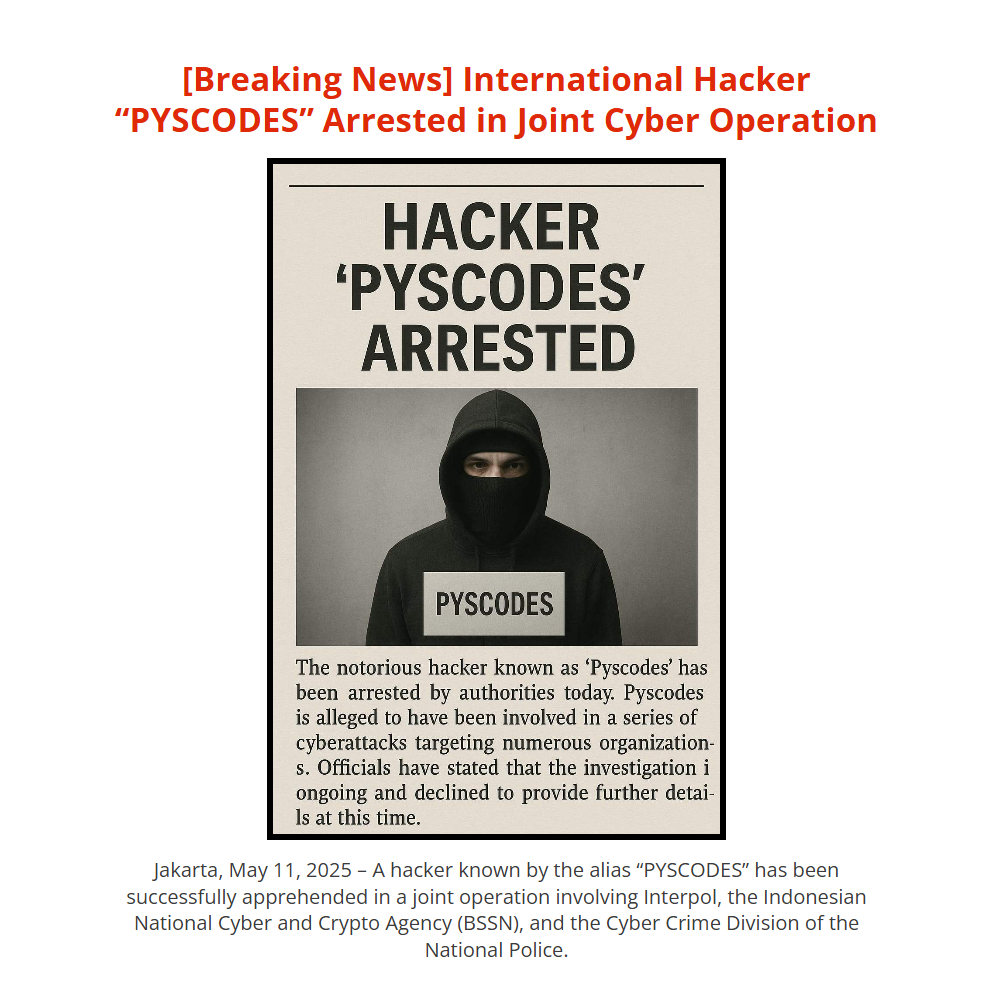 [Breaking News] International Hacker
“PYSCODES” Arrested in Joint Cyber Operation
HACKER
‘PYSCODES’
ARRESTED
PYSCODES
The notorious hacker known as ‘Pyscodes’ has
been arrested by authorities today. Pyscodes
is alleged to have been involved in a series of
cyberattacks targeting numerous organization-
s. Officials have stated that the investigation i
ongoing and declined to provide further detai-
ls at this time.
Jakarta, May 11, 2025 – A hacker known by the alias “PYSCODES” has been
successfully apprehended in a joint operation involving Interpol, the Indonesian
National Cyber and Crypto Agency (BSSN), and the Cyber Crime Division of the
National Police.